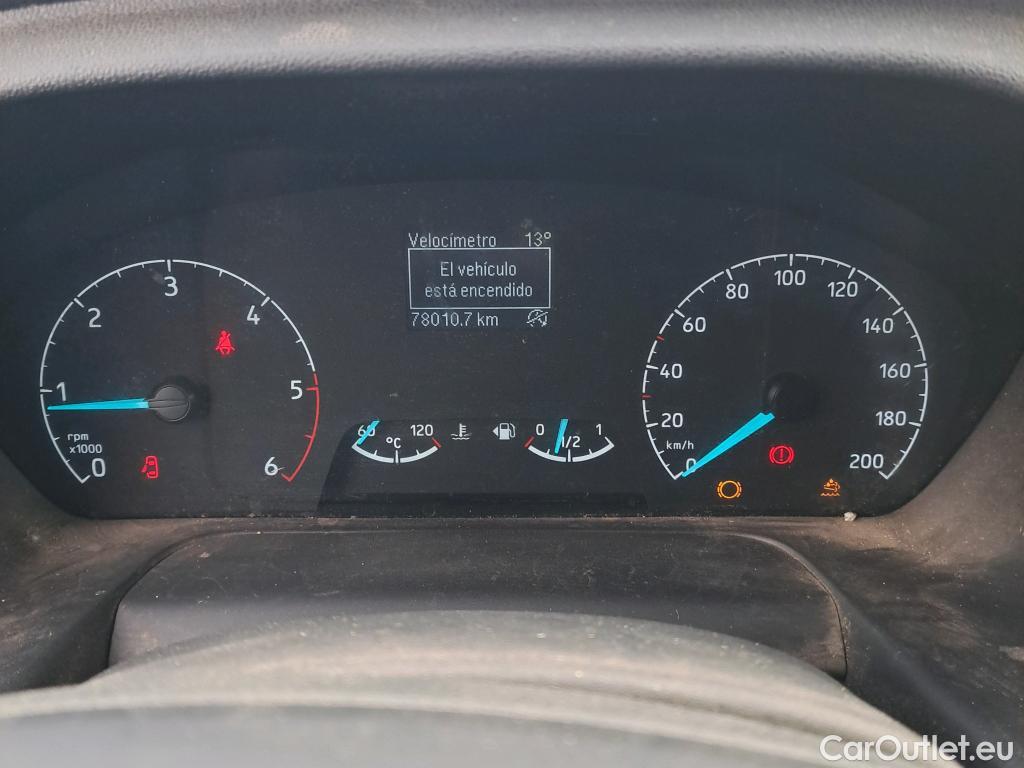 Velocímetro 13°
El vehículo
está encendido
78010.7 km
0 1 2 3 4 5 6
rpm
x1000
60 120
°C
0 1/2 1
0 20 40 60 80 100 120 140 160 180 200
km/h
CarOutlet.eu